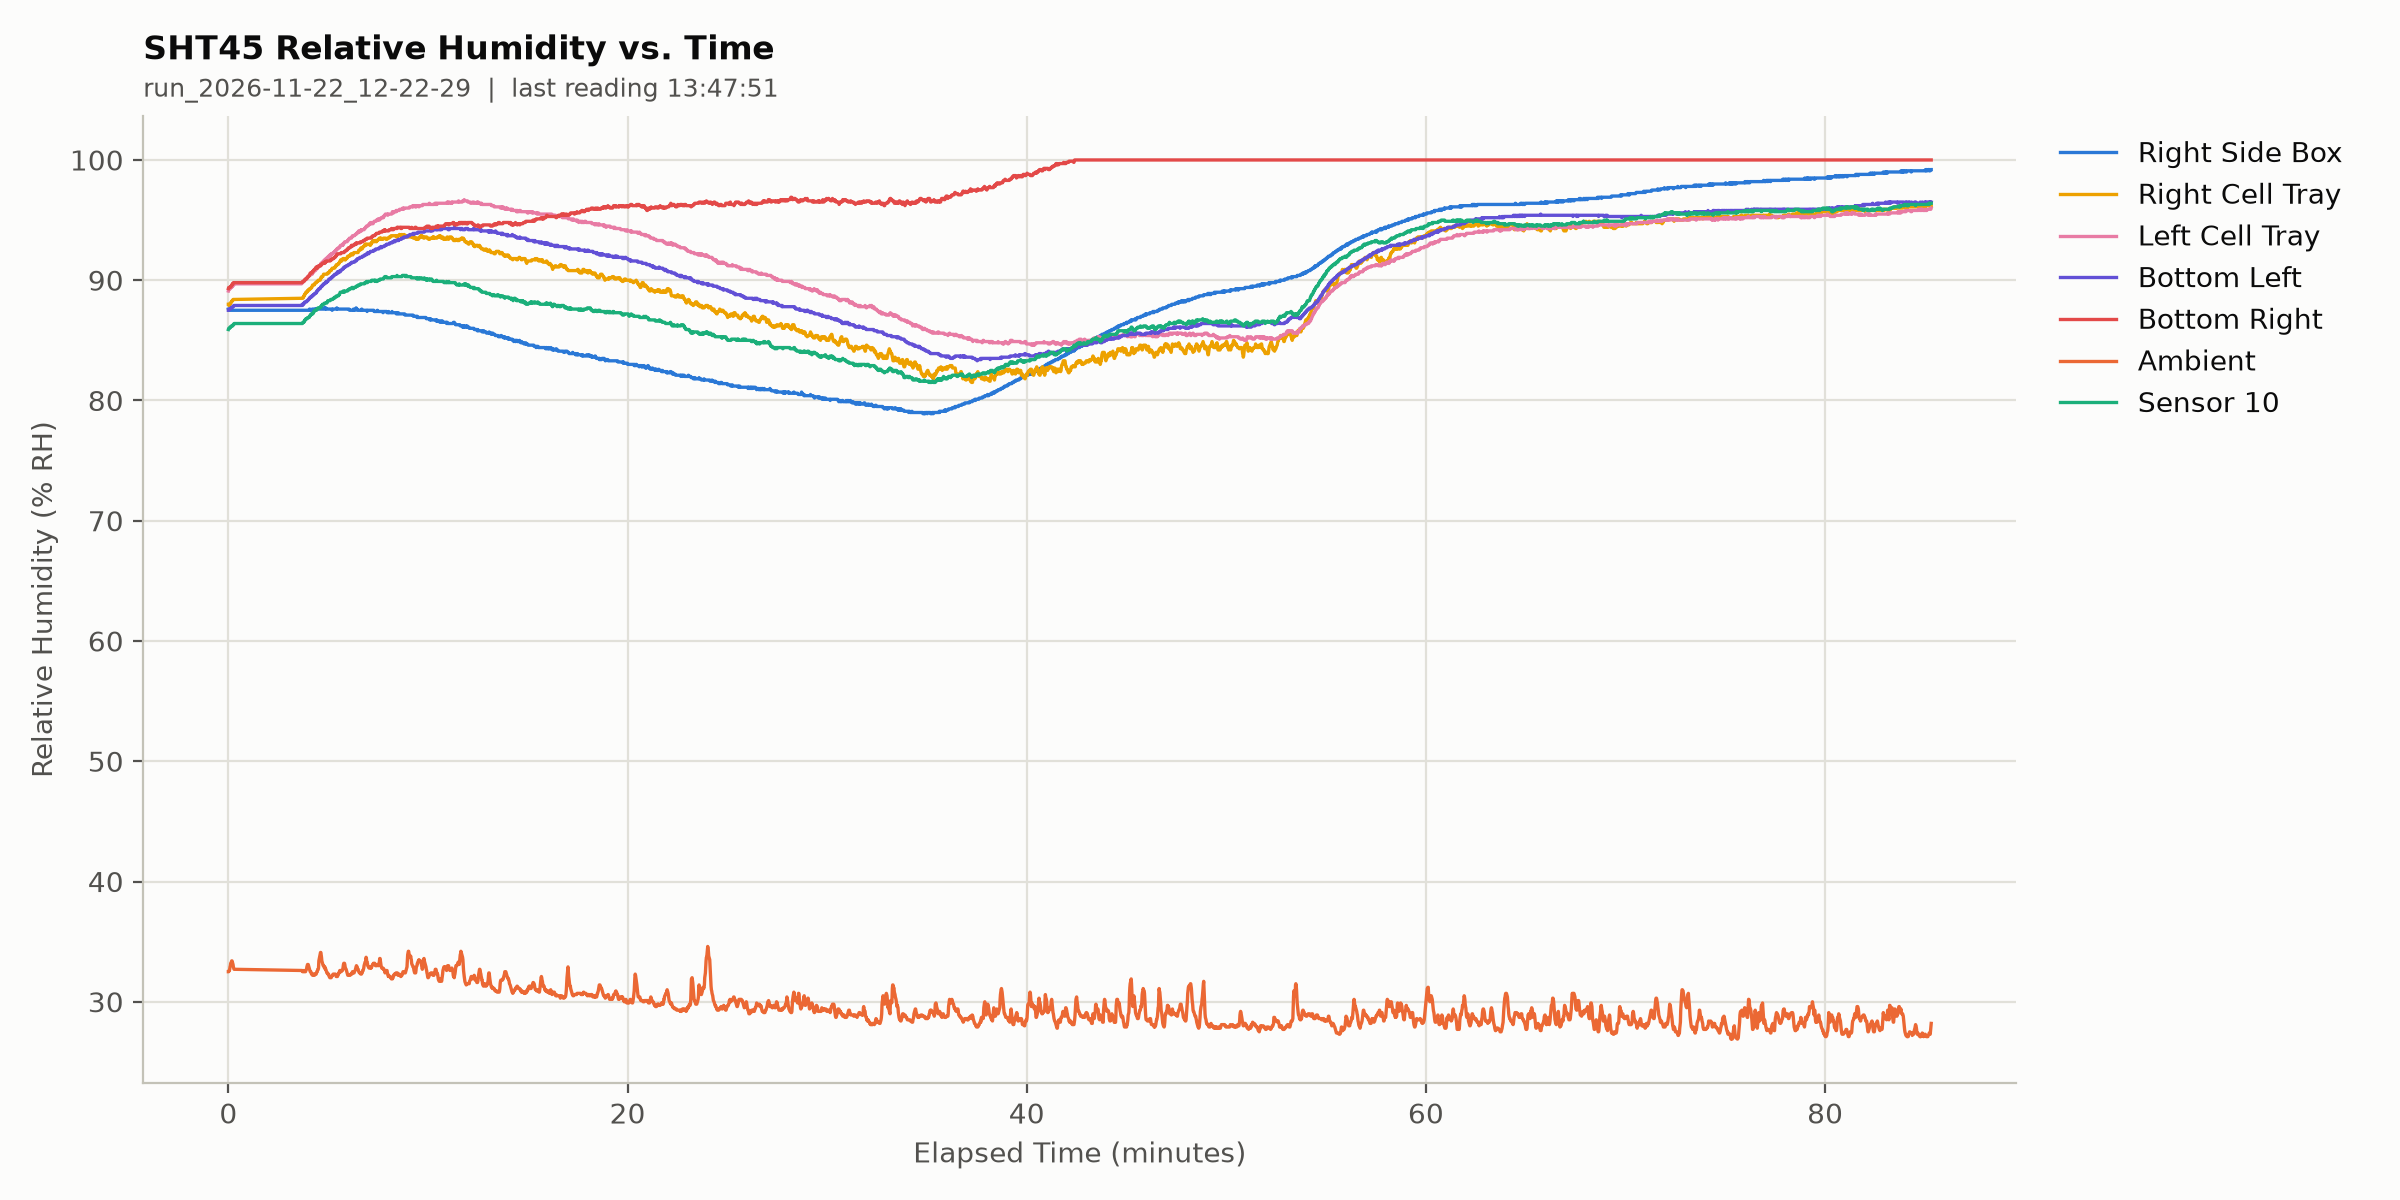 SHT45 Relative Humidity vs. Time
run_2026-11-22_12-22-29  |  last reading 13:47:51
Relative Humidity (% RH)
100
90
80
70
60
50
40
30
0
20
40
60
80
Elapsed Time (minutes)
Right Side Box
Right Cell Tray
Left Cell Tray
Bottom Left
Bottom Right
Ambient
Sensor 10